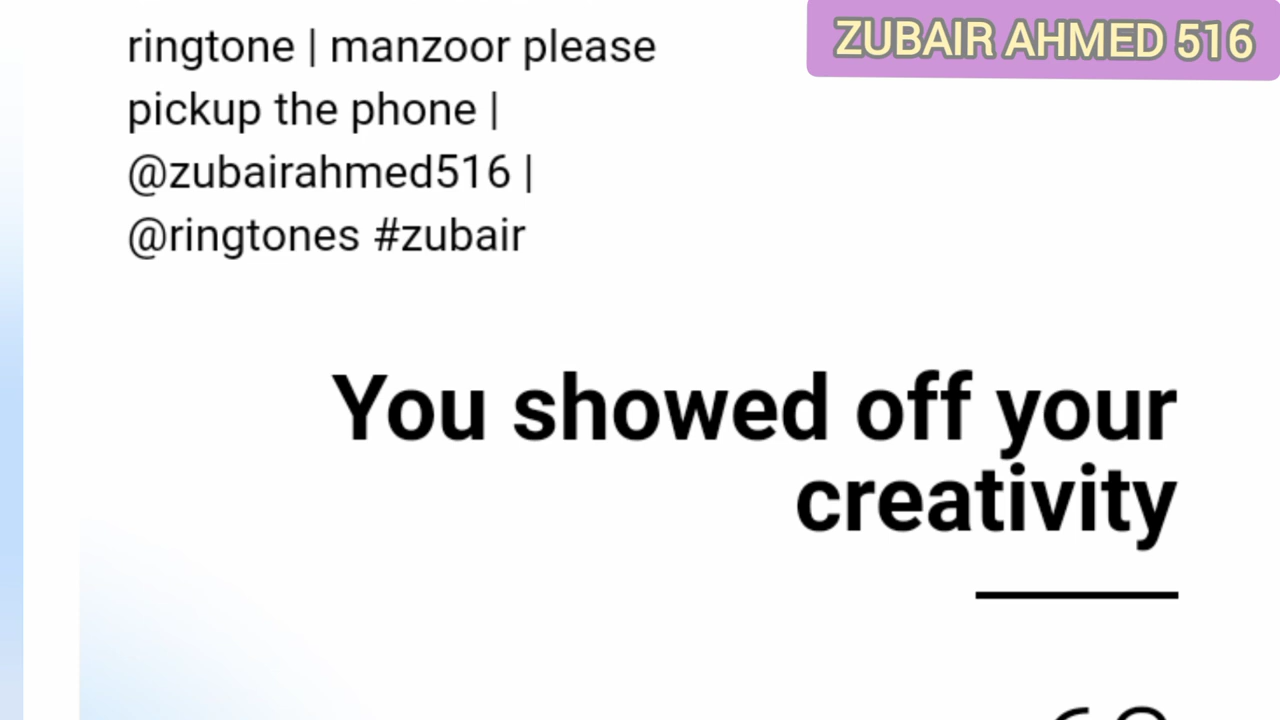 ringtone | manzoor please
pickup the phone |
@zubairahmed516 |
@ringtones #zubair
ZUBAIR AHMED 516
You showed off your
creativity